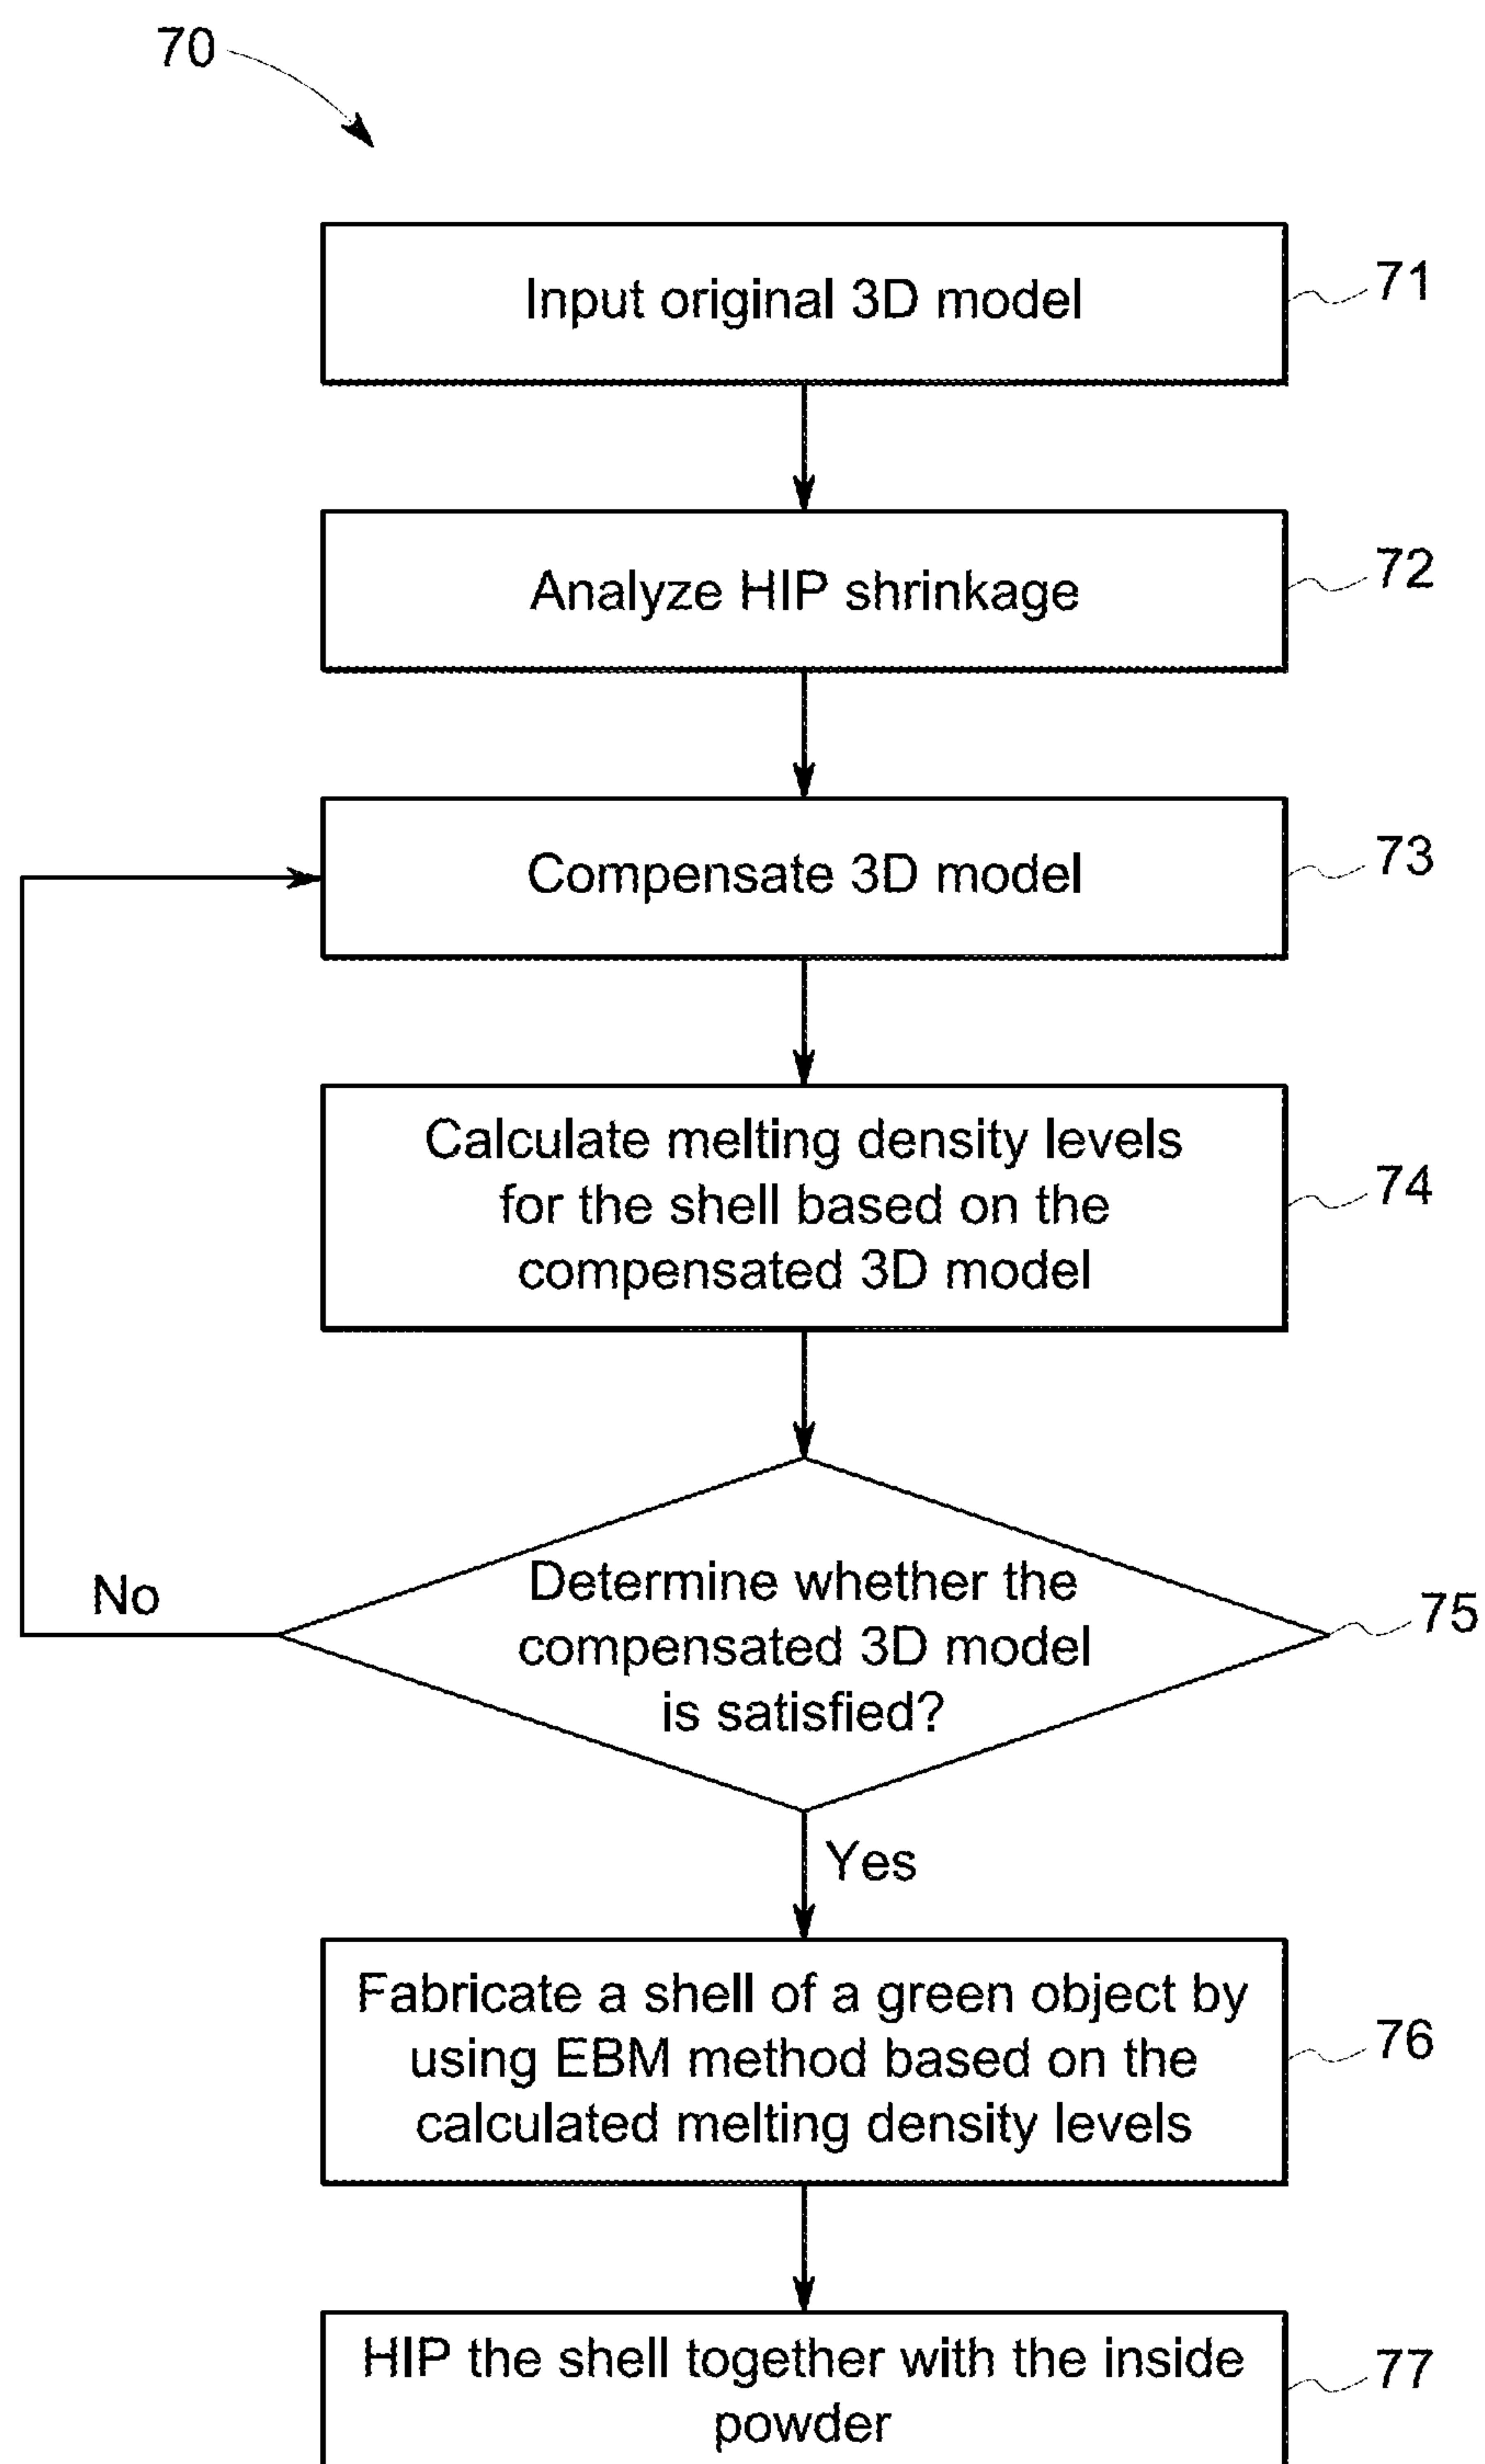 70
Input original 3D model
71
Analyze HIP shrinkage
72
Compensate 3D model
73
Calculate melting density levels
for the shell based on the
compensated 3D model
74
Determine whether the
compensated 3D model
is satisfied?
75
No
Yes
Fabricate a shell of a green object by
using EBM method based on the
calculated melting density levels
76
HIP the shell together with the inside
powder
77